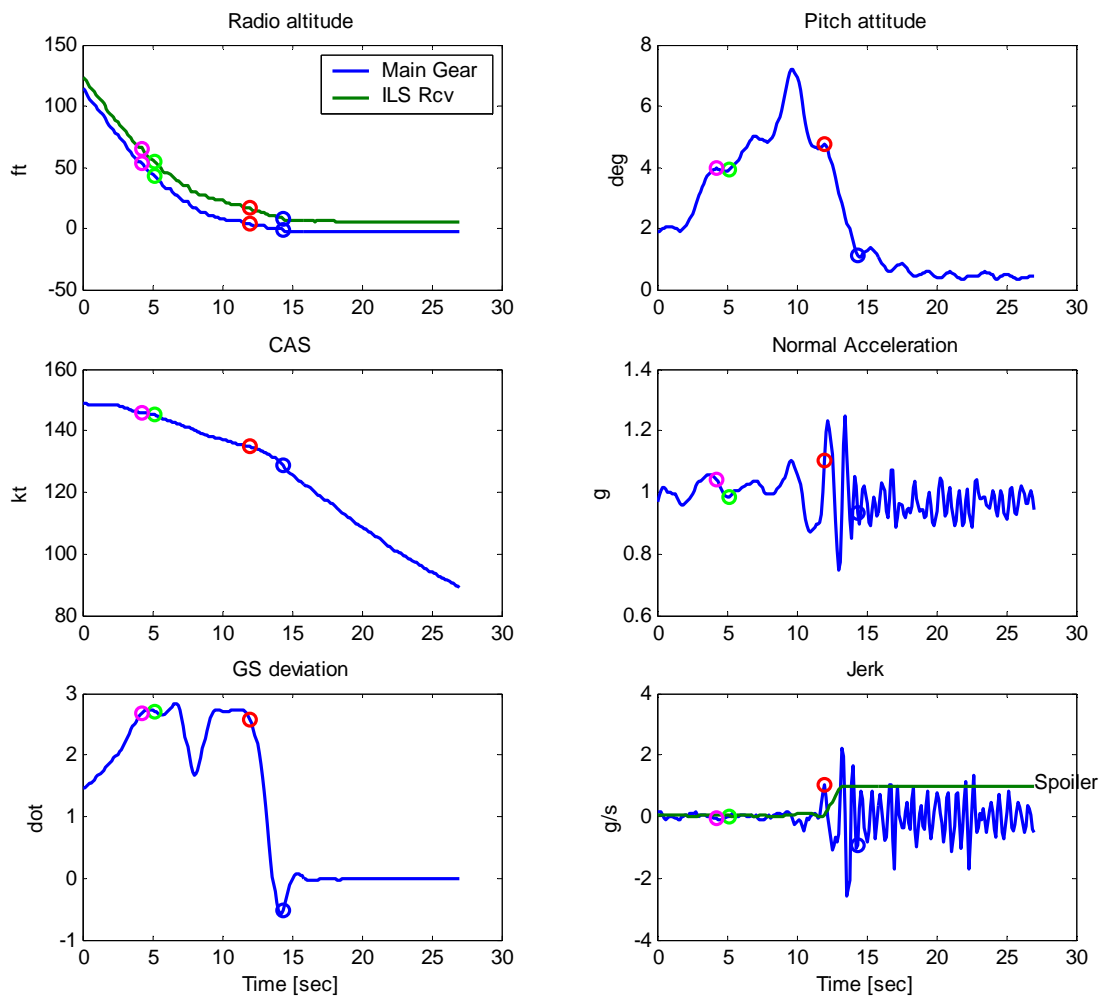 Radio altitude
150
100
50
0
-50
ft
0 5 10 15 20 25 30
Main Gear
ILS Rcv
Pitch attitude
8
6
4
2
0
deg
0 5 10 15 20 25 30
CAS
160
140
120
100
80
kt
0 5 10 15 20 25 30
Normal Acceleration
1.4
1.2
1
0.8
0.6
g
0 5 10 15 20 25 30
GS deviation
3
2
1
0
-1
dot
0 5 10 15 20 25 30
Time [sec]
Jerk
4
2
0
-2
-4
g/s
Spoiler
0 5 10 15 20 25 30
Time [sec]